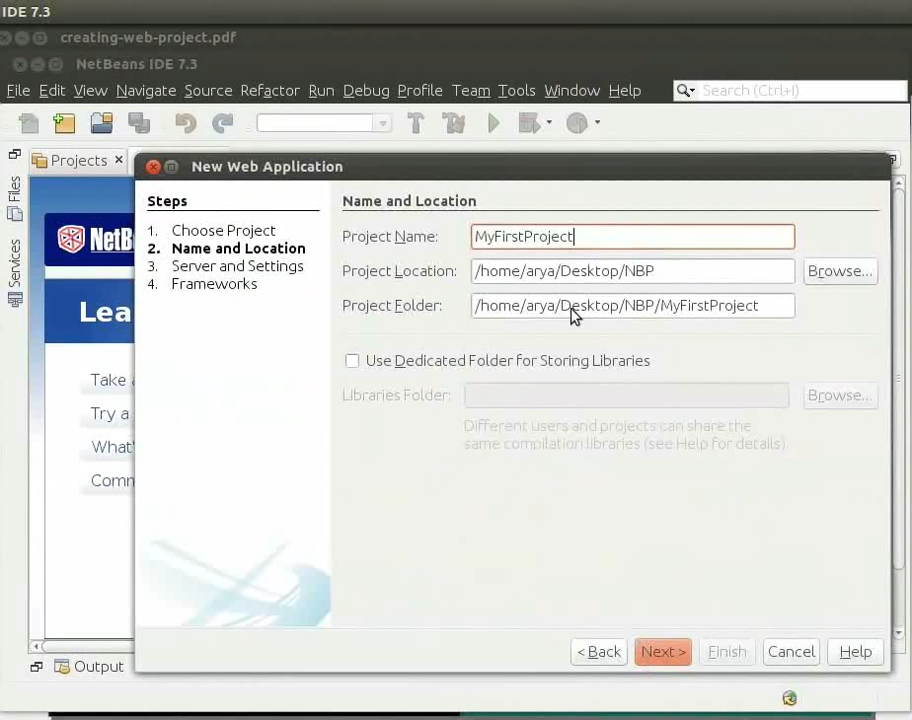 IDE 7.3
creating-web-project.pdf
NetBeans IDE 7.3
File Edit View Navigate Source Refactor Run Debug Profile Team Tools Window Help
Search (Ctrl+I)
Projects
Files
Services
New Web Application
Steps
1. Choose Project
2. Name and Location
3. Server and Settings
4. Frameworks
Name and Location
Project Name: MyFirstProject
Project Location: /home/arya/Desktop/NBP Browse...
Project Folder: /home/arya/Desktop/NBP/MyFirstProject
Use Dedicated Folder for Storing Libraries
Libraries Folder: Browse...
Different users and projects can share the
same compilation libraries (see Help for details).
Take
Try a
What'
< Back Next > Finish Cancel Help
Output